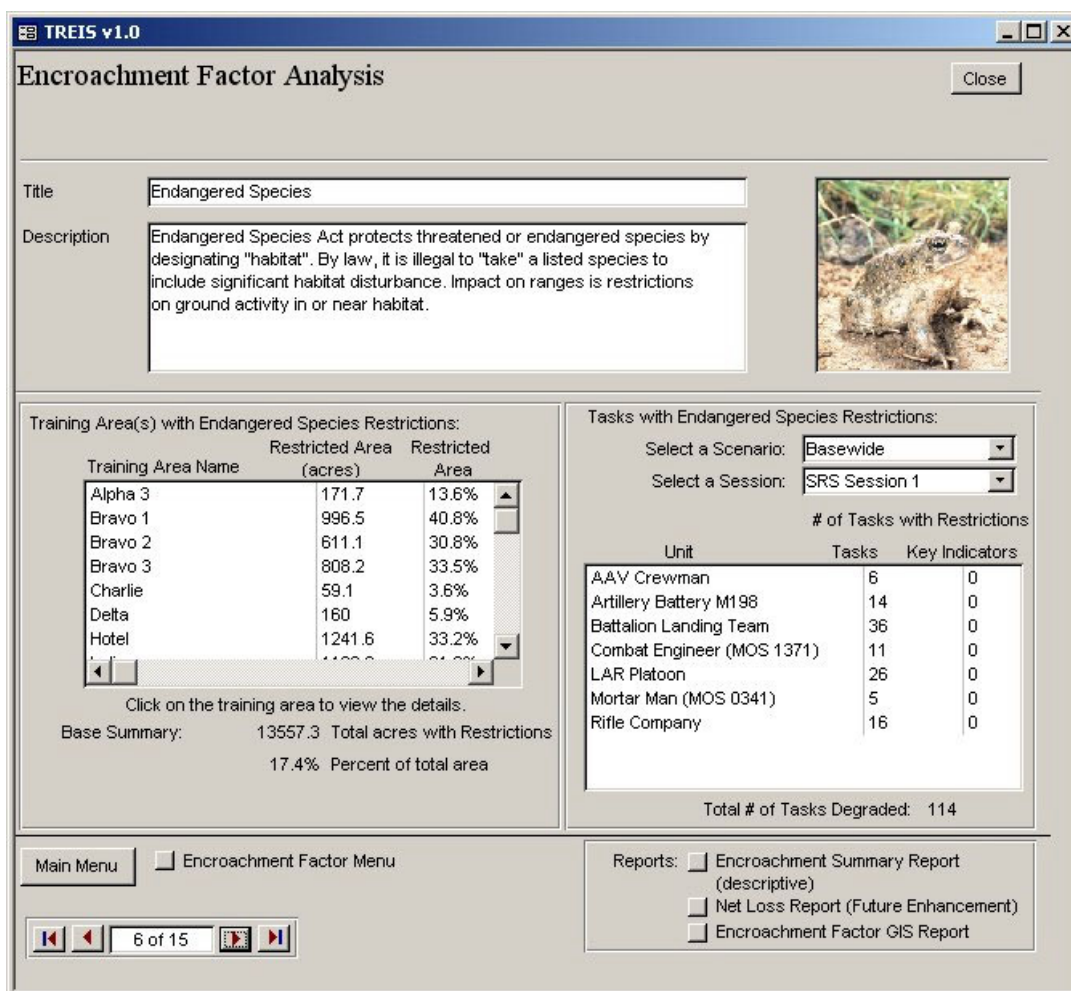 TREIS v1.0
Encroachment Factor Analysis
Close
Title
Endangered Species
Description
Endangered Species Act protects threatened or endangered species by
designating "habitat". By law, it is illegal to "take" a listed species to
include significant habitat disturbance. Impact on ranges is restrictions
on ground activity in or near habitat.
Training Area(s) with Endangered Species Restrictions:
Training Area Name Restricted Area (acres) Restricted Area
Alpha 3 171.7 13.6%
Bravo 1 996.5 40.8%
Bravo 2 611.1 30.8%
Bravo 3 808.2 33.5%
Charlie 59.1 3.6%
Delta 160 5.9%
Hotel 1241.6 33.2%
Click on the training area to view the details.
Base Summary: 13557.3 Total acres with Restrictions
17.4% Percent of total area
Tasks with Endangered Species Restrictions:
Select a Scenario: Basewide
Select a Session: SRS Session 1
# of Tasks with Restrictions
Unit Tasks Key Indicators
AAV Crewman 6 0
Artillery Battery M198 14 0
Battalion Landing Team 36 0
Combat Engineer (MOS 1371) 11 0
LAR Platoon 26 0
Mortar Man (MOS 0341) 5 0
Rifle Company 16 0
Total # of Tasks Degraded: 114
Main Menu
Encroachment Factor Menu
6 of 15
Reports: Encroachment Summary Report
(descriptive)
Net Loss Report (Future Enhancement)
Encroachment Factor GIS Report